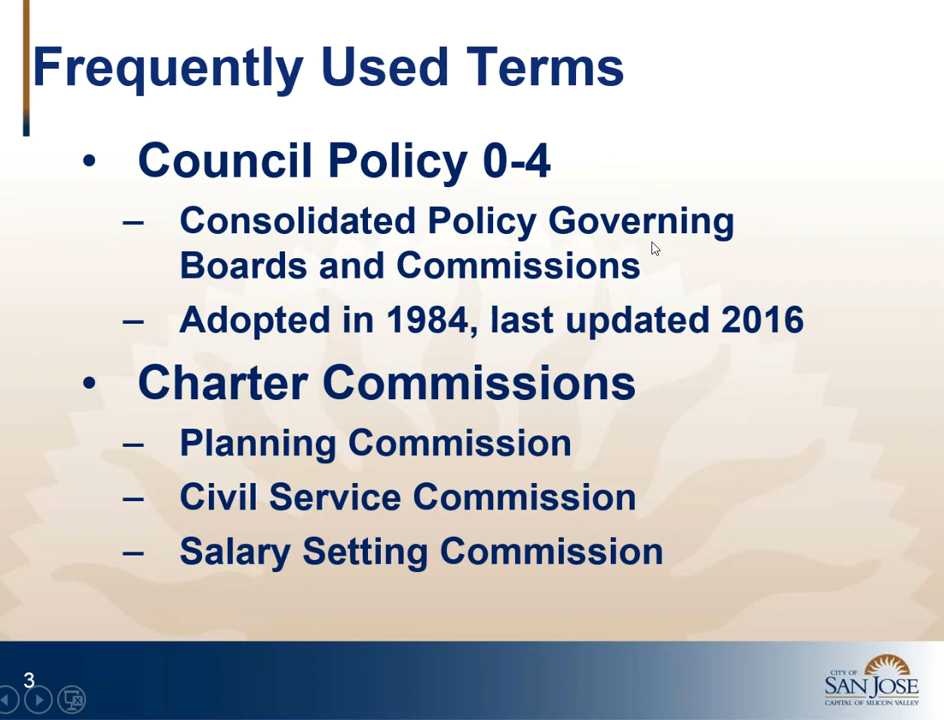 Frequently Used Terms
• Council Policy 0-4
– Consolidated Policy Governing
Boards and Commissions
– Adopted in 1984, last updated 2016
• Charter Commissions
– Planning Commission
– Civil Service Commission
– Salary Setting Commission
3
CITY OF
SAN JOSE
CAPITAL OF SILICON VALLEY